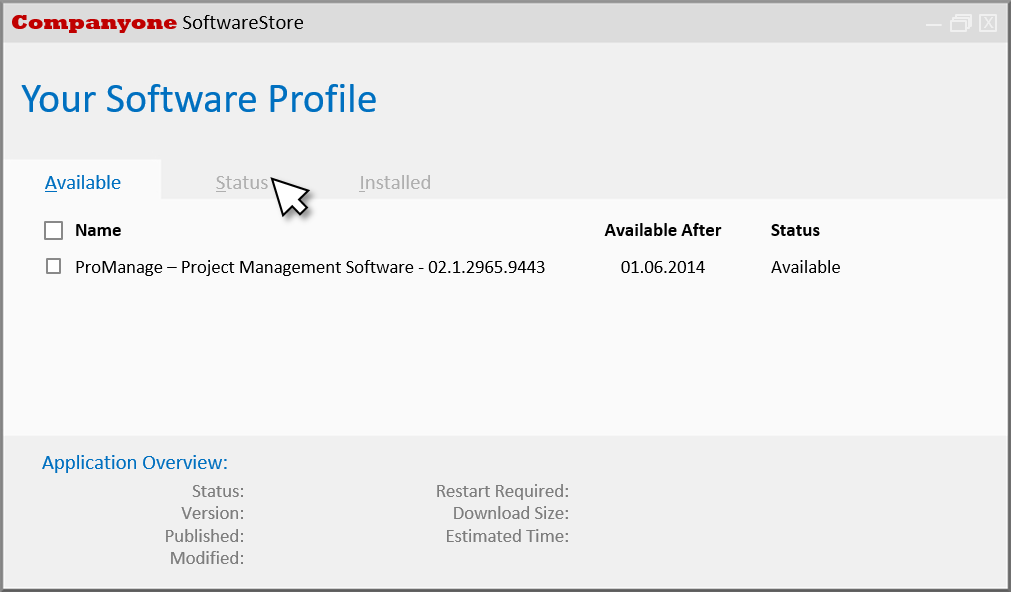 Companyone SoftwareStore
Your Software Profile
Available Status Installed
Name Available After Status
ProManage – Project Management Software - 02.1.2965.9443 01.06.2014 Available
Application Overview:
Status: Restart Required:
Version: Download Size:
Published: Estimated Time:
Modified: